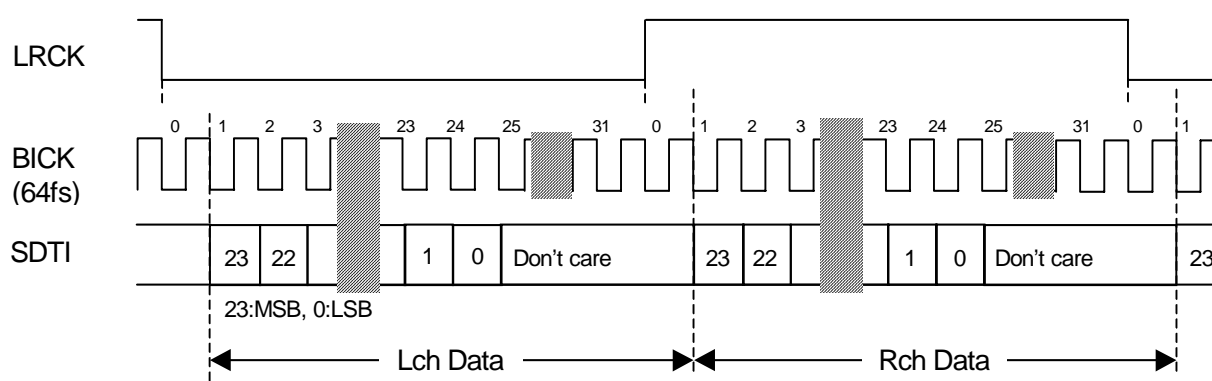 LRCK
0 1 2 3 23 24 25 31 0 1 2 3 23 24 25 31 0 1
BICK
(64fs)
SDTI
23 22 1 0 Don't care 23 22 1 0 Don't care 23
23:MSB, 0:LSB
Lch Data Rch Data